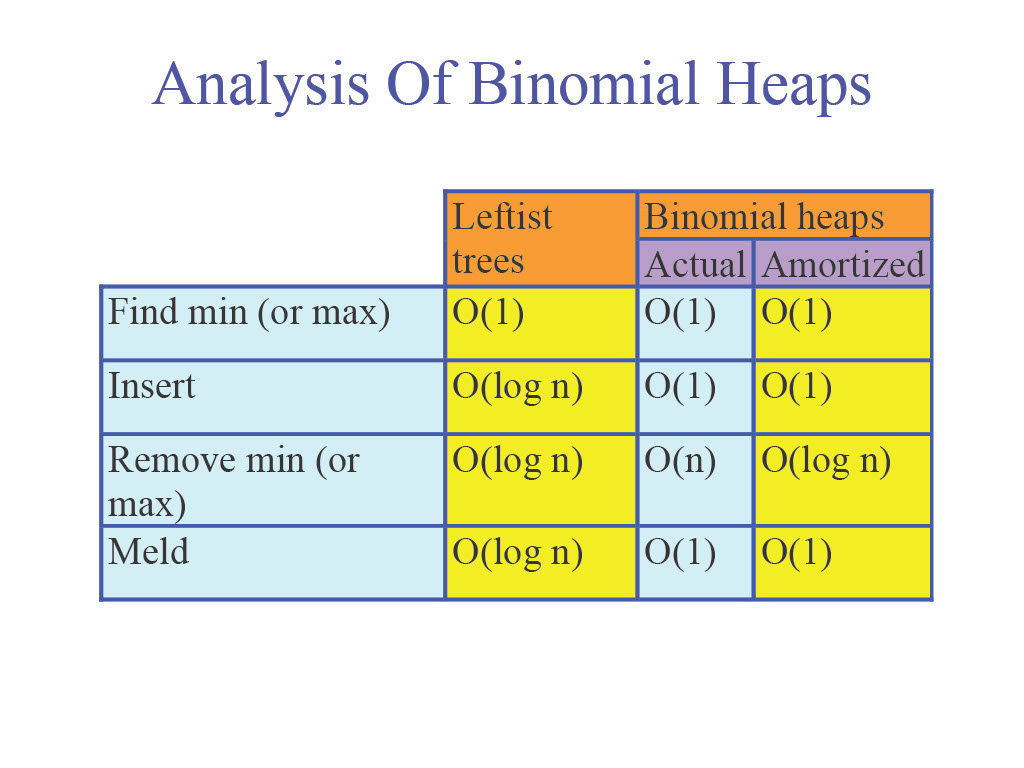 Analysis Of Binomial Heaps
Leftist trees Binomial heaps
Actual Amortized
Find min (or max) O(1) O(1) O(1)
Insert O(log n) O(1) O(1)
Remove min (or max) O(log n) O(n) O(log n)
Meld O(log n) O(1) O(1)